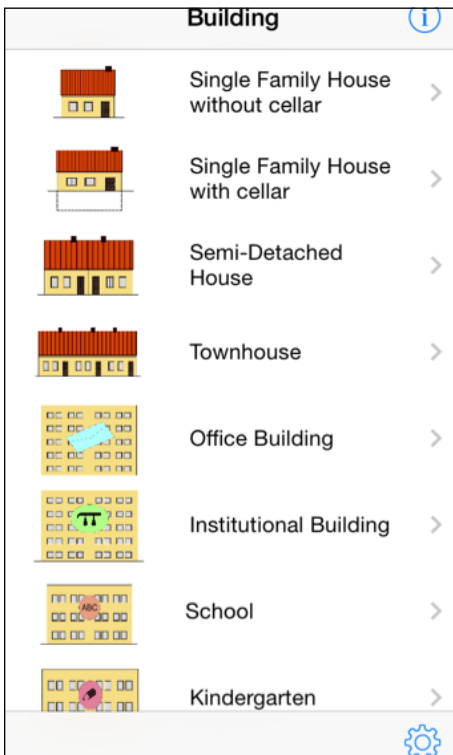 Building
Single Family House
without cellar
Single Family House
with cellar
Semi-Detached
House
Townhouse
Office Building
Institutional Building
ABC
School
Kindergarten